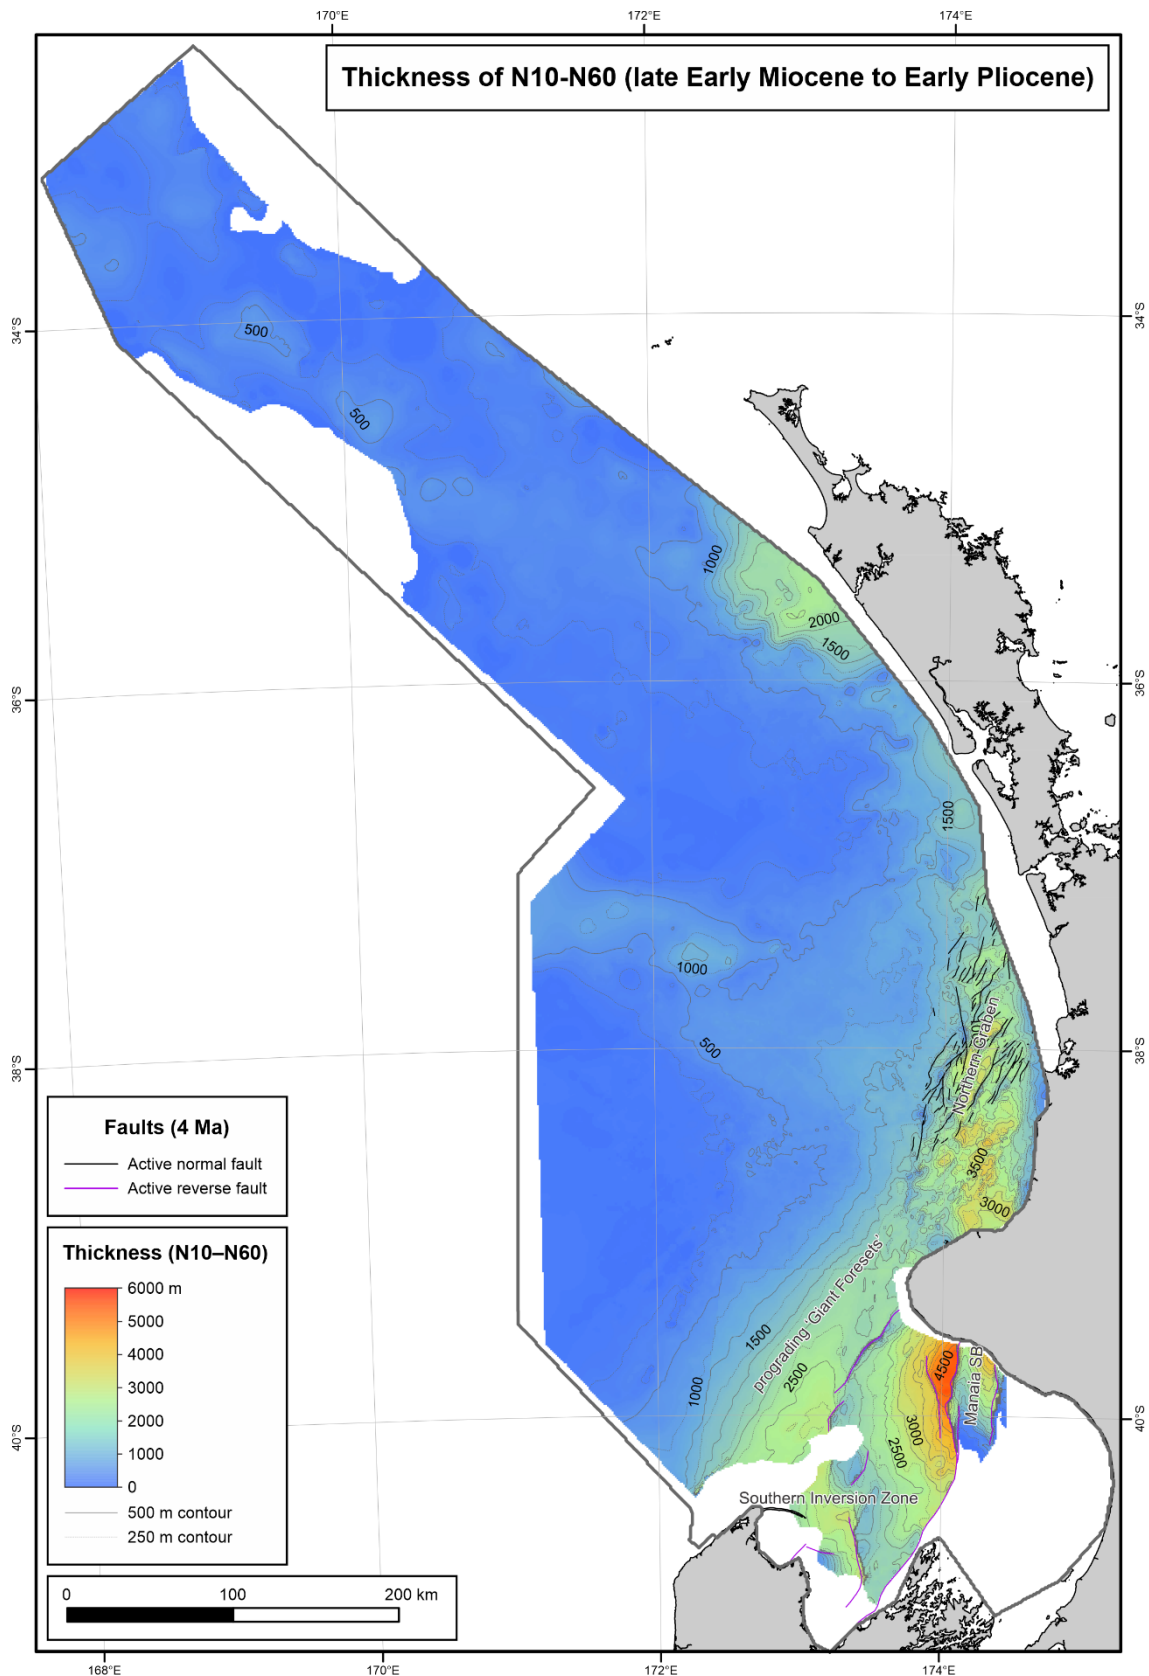 170°E
172°E
174°E
Thickness of N10-N60 (late Early Miocene to Early Pliocene)
34°S
34°S
500
500
1000
2000
1500
36°S
36°S
1500
1000
Northern Graben
500
38°S
38°S
3500
3000
prograding 'Giant Foresets'
1500
2500
1000
4500
Manaia SB
3000
2500
40°S
40°S
Southern Inversion Zone
Faults (4 Ma)
Active normal fault
Active reverse fault
Thickness (N10–N60)
6000 m
5000
4000
3000
2000
1000
0
500 m contour
250 m contour
0 100 200 km
168°E
170°E
172°E
174°E